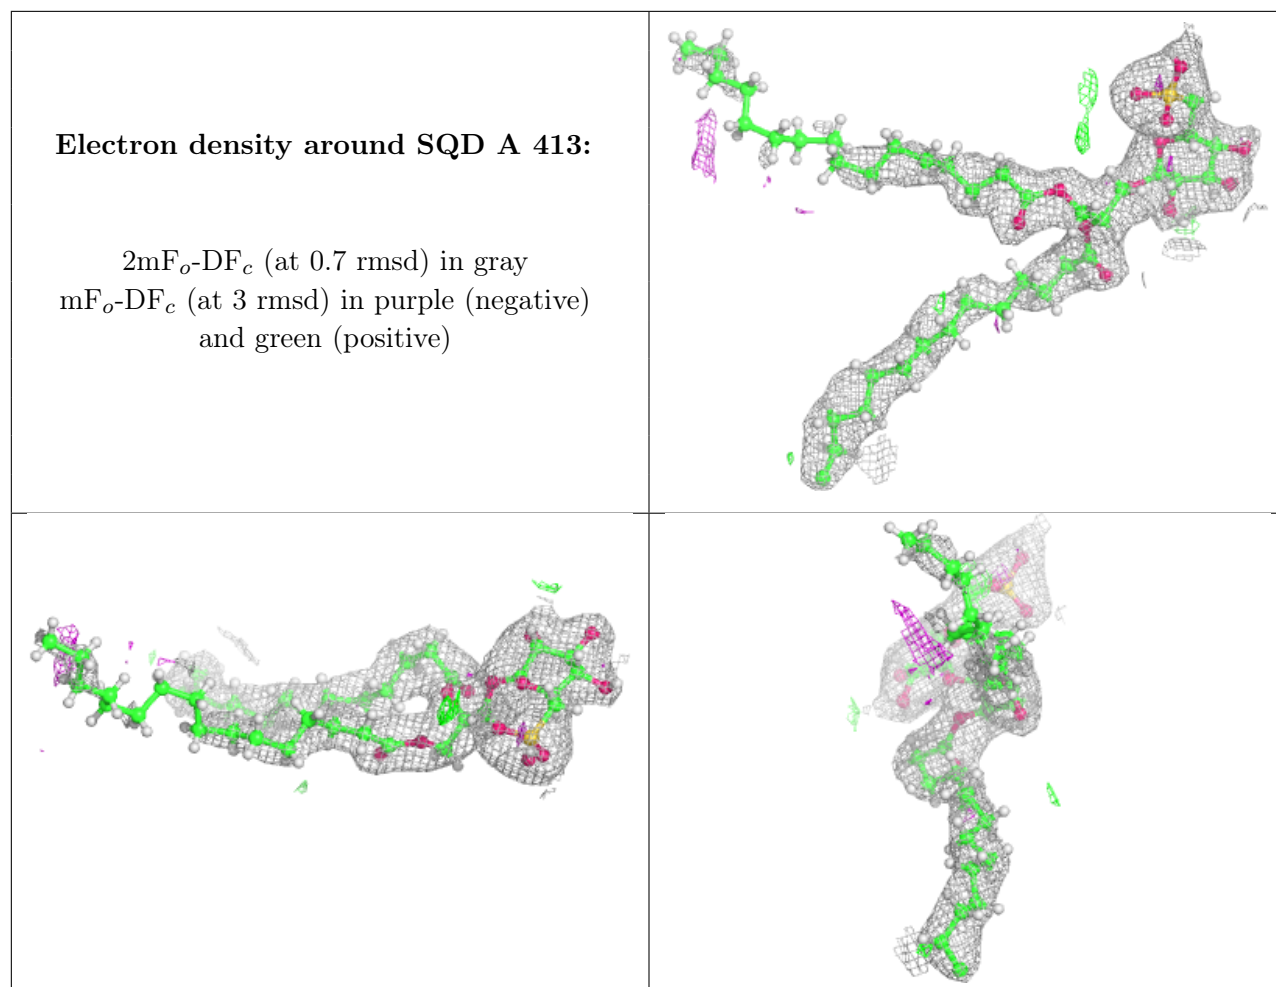 Electron density around SQD A 413:
2mFo-DFc (at 0.7 rmsd) in gray
mFo-DFc (at 3 rmsd) in purple (negative)
and green (positive)